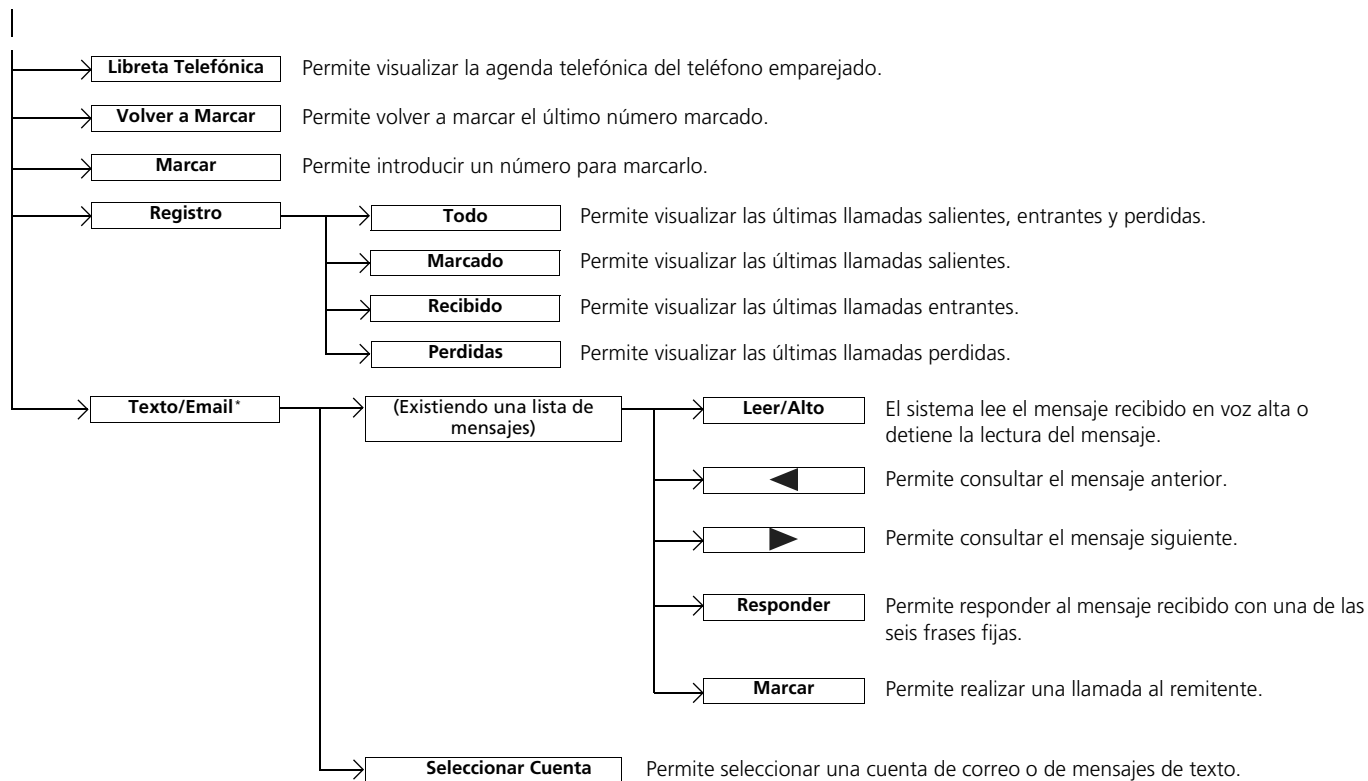 Libreta Telefónica Permite visualizar la agenda telefónica del teléfono emparejado.
Volver a Marcar Permite volver a marcar el último número marcado.
Marcar Permite introducir un número para marcarlo.
Registro Todo Permite visualizar las últimas llamadas salientes, entrantes y perdidas.
Marcado Permite visualizar las últimas llamadas salientes.
Recibido Permite visualizar las últimas llamadas entrantes.
Perdidas Permite visualizar las últimas llamadas perdidas.
Texto/Email* (Existiendo una lista de
mensajes)
Leer/Alto El sistema lee el mensaje recibido en voz alta o
detiene la lectura del mensaje.
Permite consultar el mensaje anterior.
Permite consultar el mensaje siguiente.
Responder Permite responder al mensaje recibido con una de las
seis frases fijas.
Marcar Permite realizar una llamada al remitente.
Seleccionar Cuenta Permite seleccionar una cuenta de correo o de mensajes de texto.